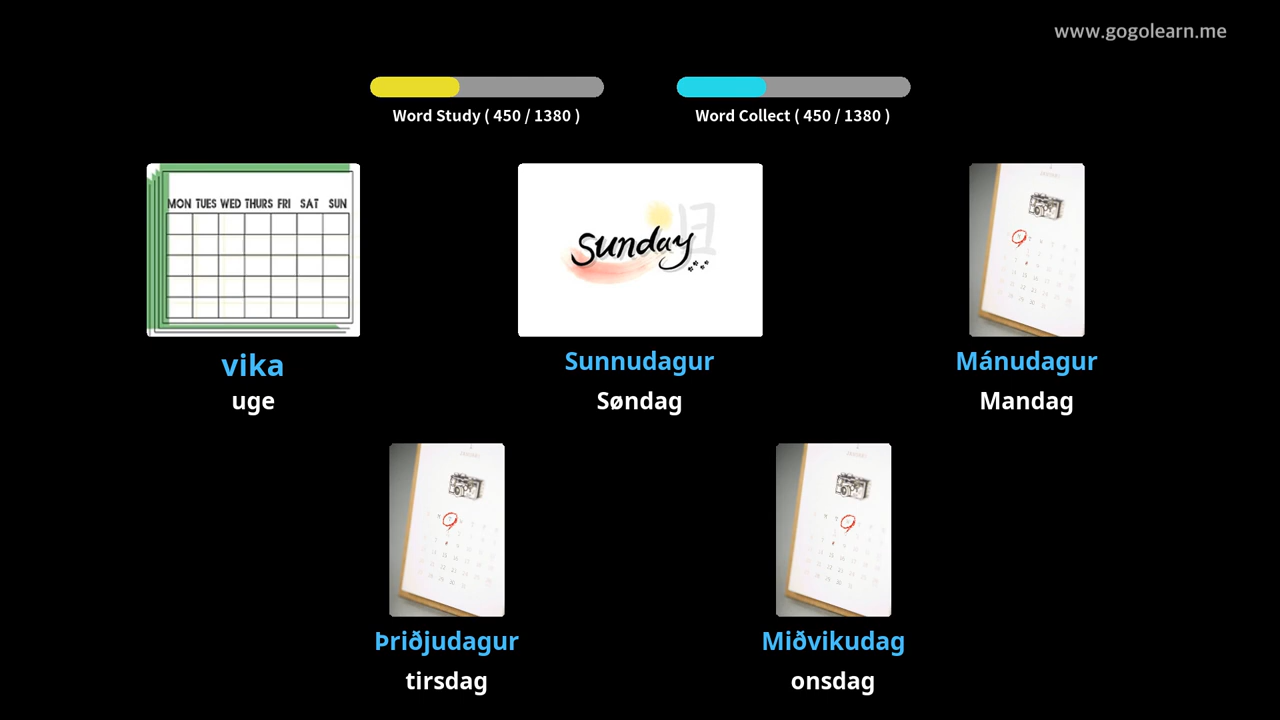 www.gogolearn.me
Word Study ( 450 / 1380 )
Word Collect ( 450 / 1380 )
MON TUES WED THURS FRI SAT SUN
Sunday
旦
vika
Sunnudagur
Mánudagur
uge
Søndag
Mandag
Þriðjudagur
Miðvikudag
tirsdag
onsdag